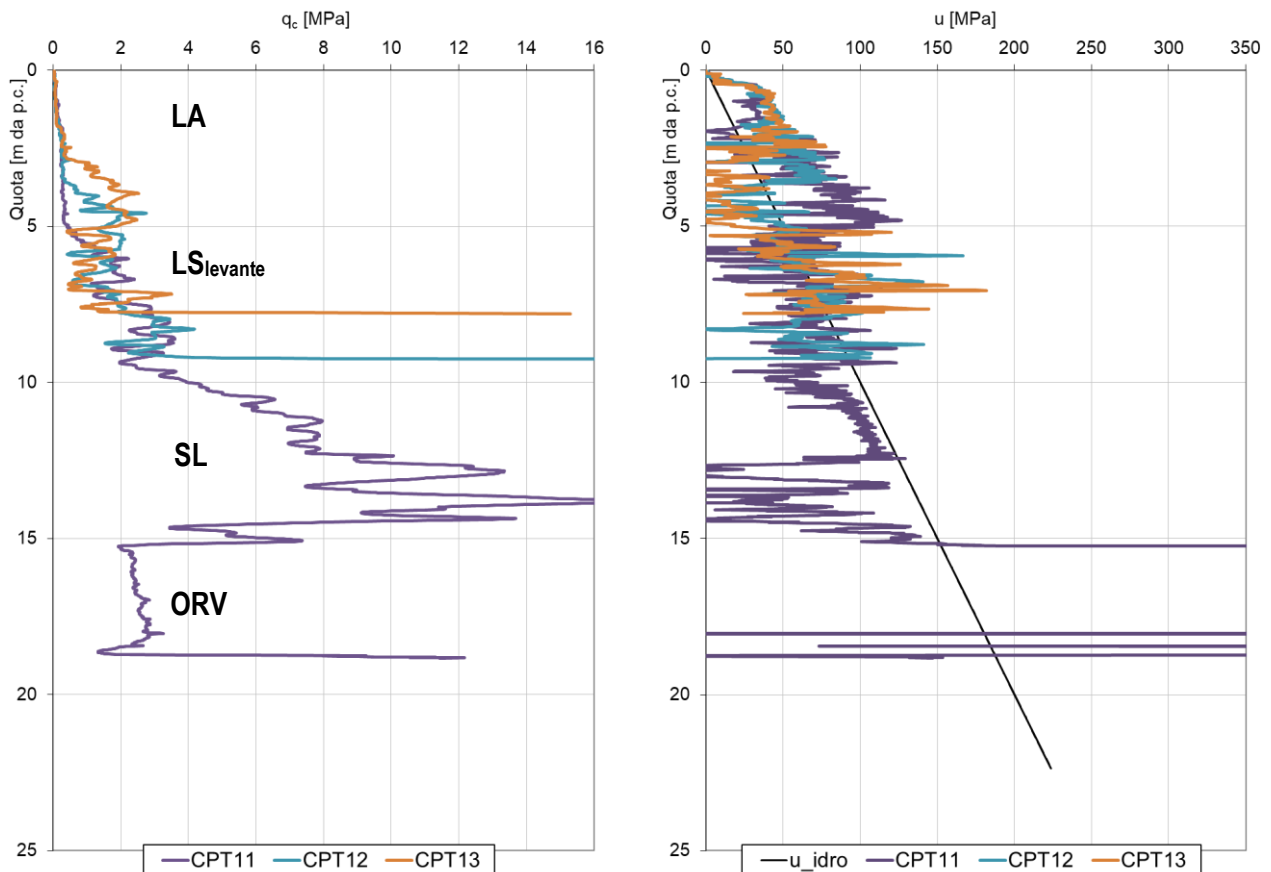 q_c [MPa]
0 2 4 6 8 10 12 14 16
Quota [m da p.c.]
0
5
10
15
20
25
LA
LS_levante
SL
ORV
CPT11 CPT12 CPT13
u [MPa]
0 50 100 150 200 250 300 350
Quota [m da p.c.]
0
5
10
15
20
25
u_idro CPT11 CPT12 CPT13